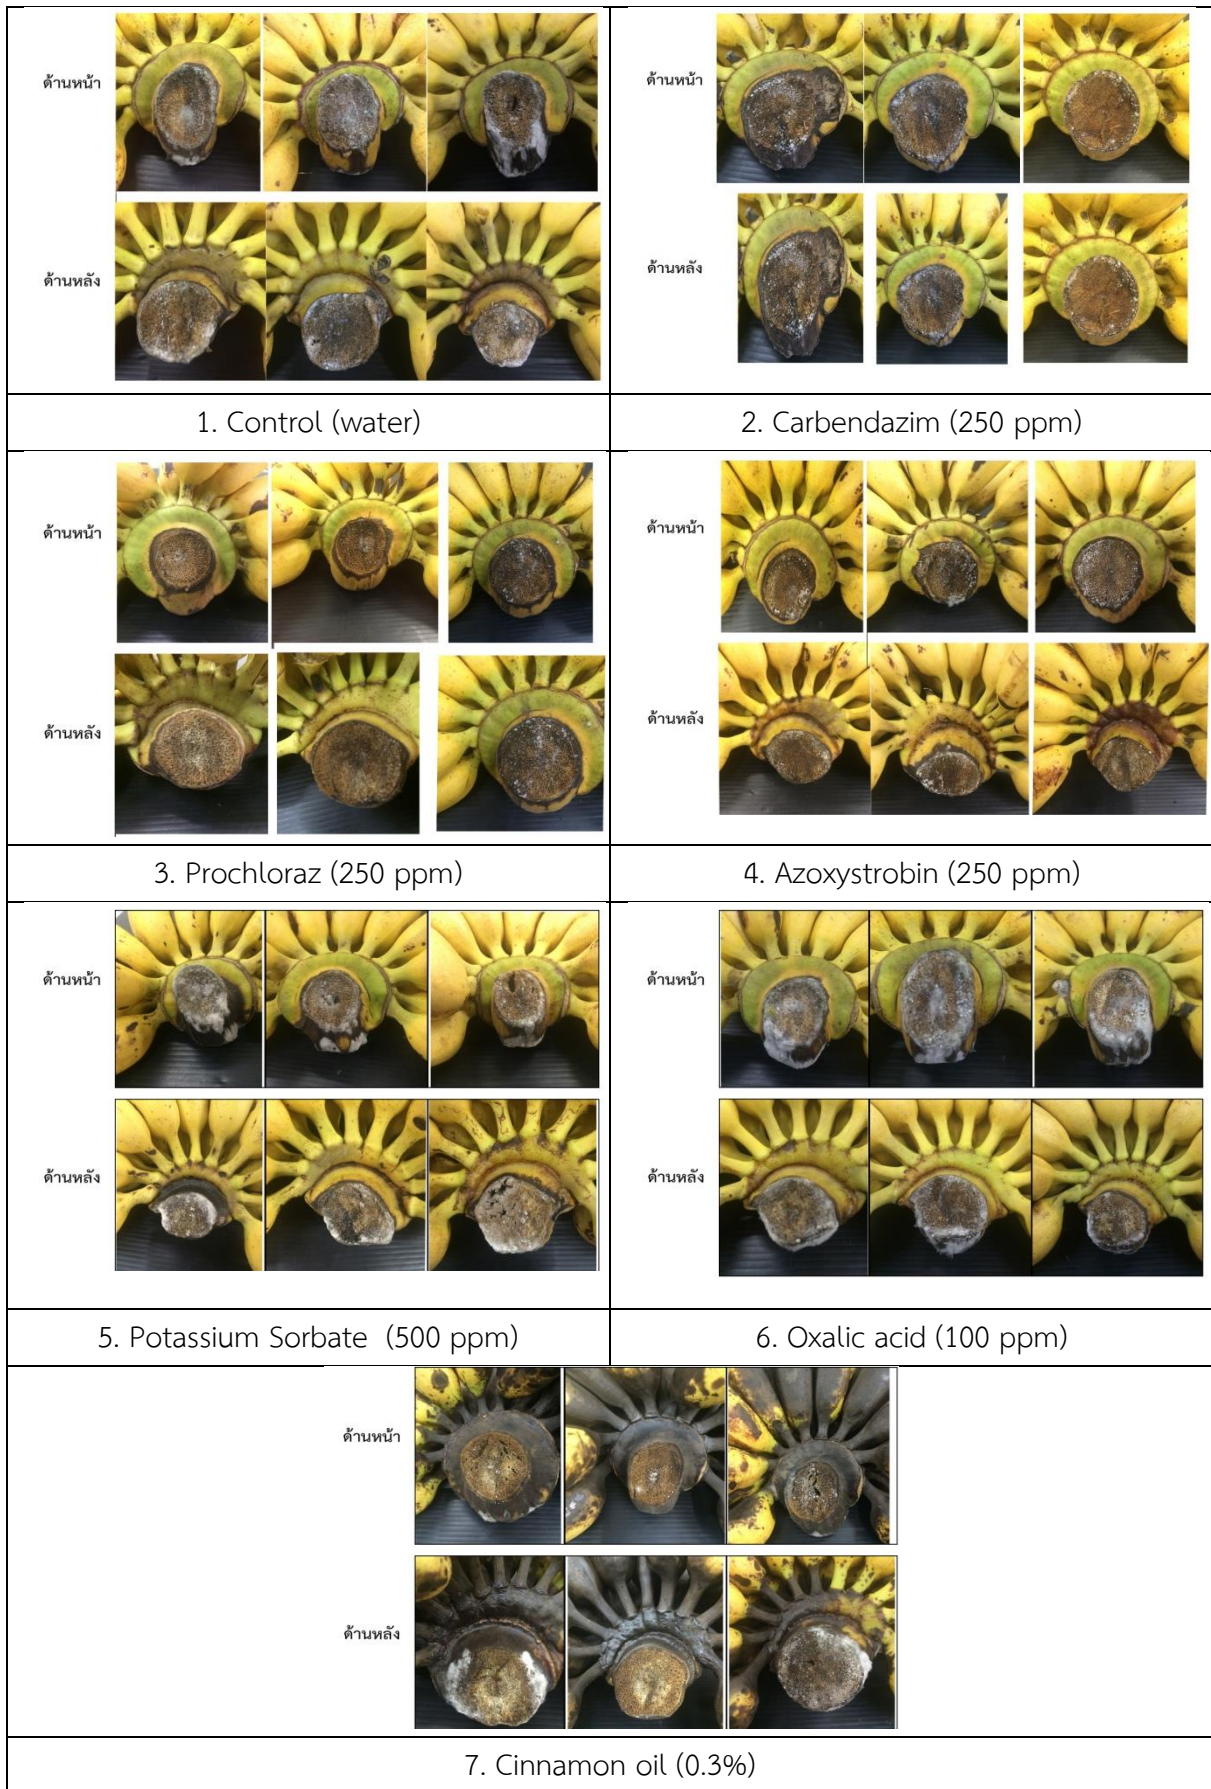 ด้านหน้า
ด้านหลัง
1. Control (water)
ด้านหน้า
ด้านหลัง
2. Carbendazim (250 ppm)
ด้านหน้า
ด้านหลัง
3. Prochloraz (250 ppm)
ด้านหน้า
ด้านหลัง
4. Azoxystrobin (250 ppm)
ด้านหน้า
ด้านหลัง
5. Potassium Sorbate (500 ppm)
ด้านหน้า
ด้านหลัง
6. Oxalic acid (100 ppm)
ด้านหน้า
ด้านหลัง
7. Cinnamon oil (0.3%)